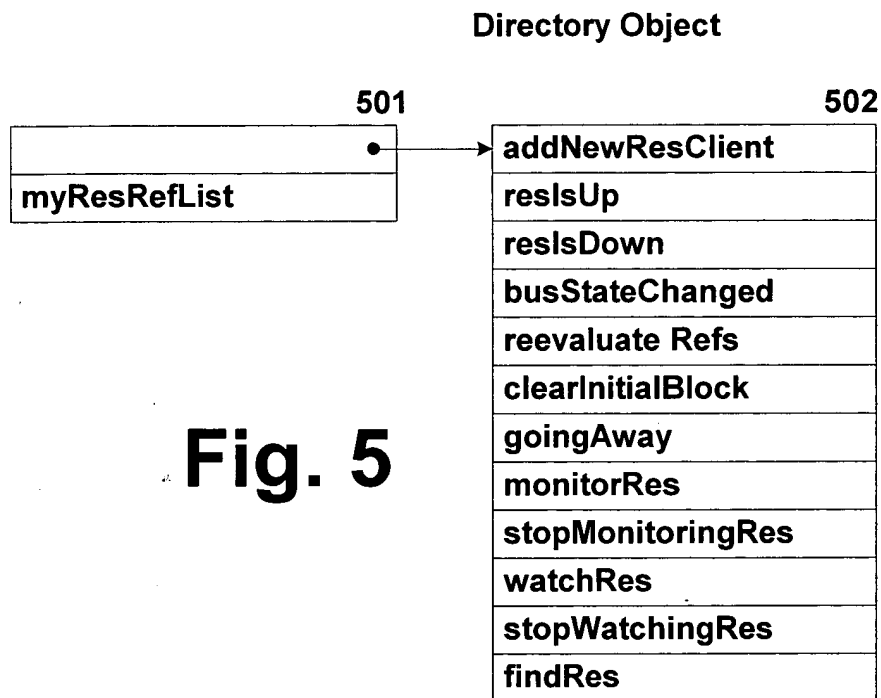 Directory Object
501
502
myResRefList
addNewResClient
resIsUp
resIsDown
busStateChanged
reevaluate Refs
clearInitialBlock
goingAway
monitorRes
stopMonitoringRes
watchRes
stopWatchingRes
findRes
Fig. 5